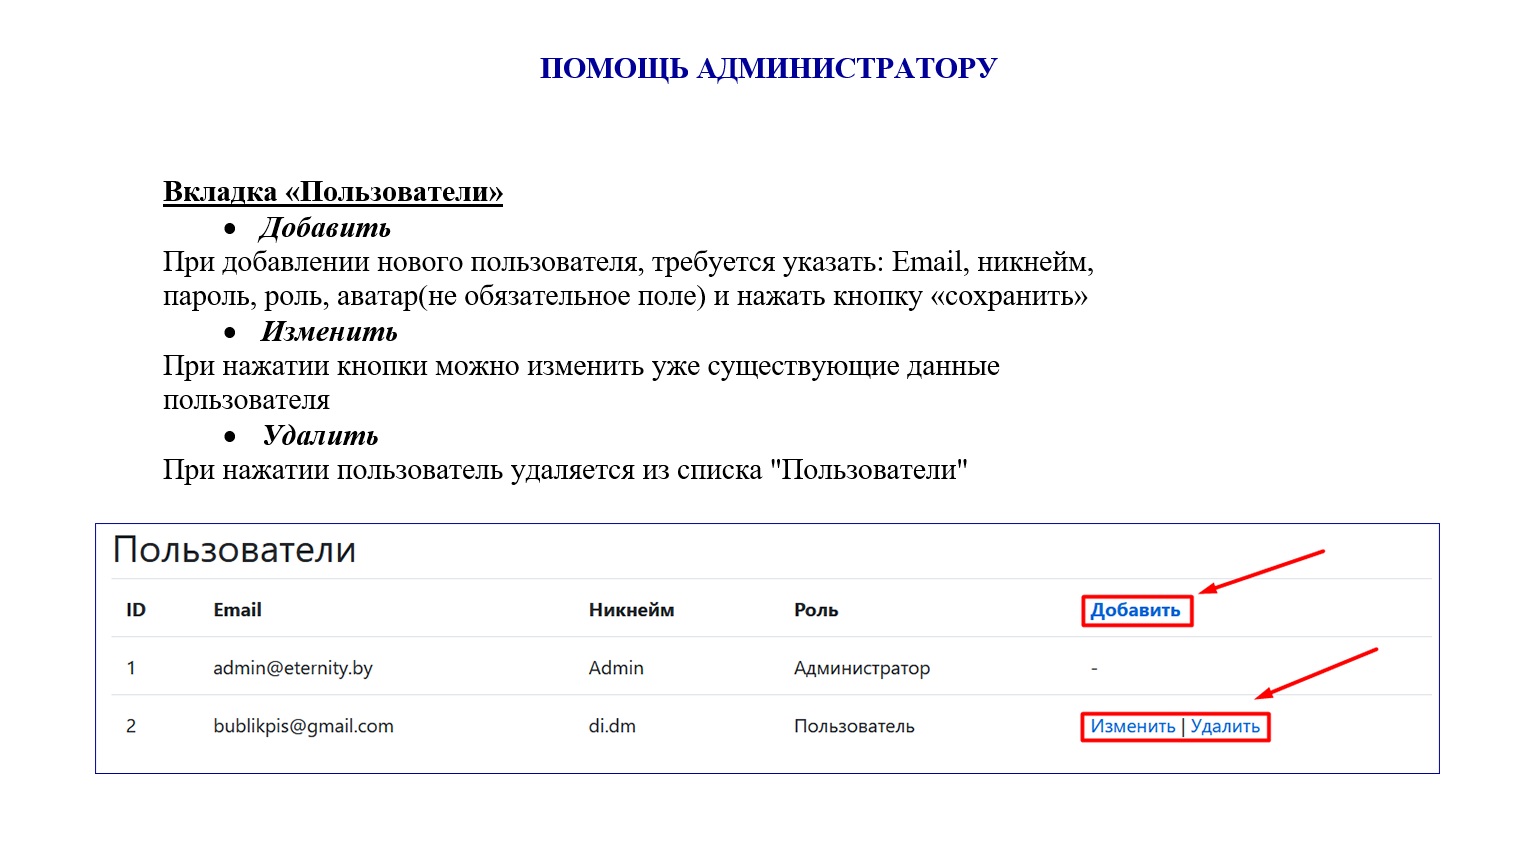 ПОМОЩЬ АДМИНИСТРАТОРУ
Вкладка «Пользователи»
• Добавить
При добавлении нового пользователя, требуется указать: Email, никнейм,
пароль, роль, аватар(не обязательное поле) и нажать кнопку «сохранить»
• Изменить
При нажатии кнопки можно изменить уже существующие данные
пользователя
• Удалить
При нажатии пользователь удаляется из списка "Пользователи"
Пользователи
ID Email Никнейм Роль Добавить
1 admin@eternity.by Admin Администратор -
2 bublikpis@gmail.com di.dm Пользователь Изменить | Удалить